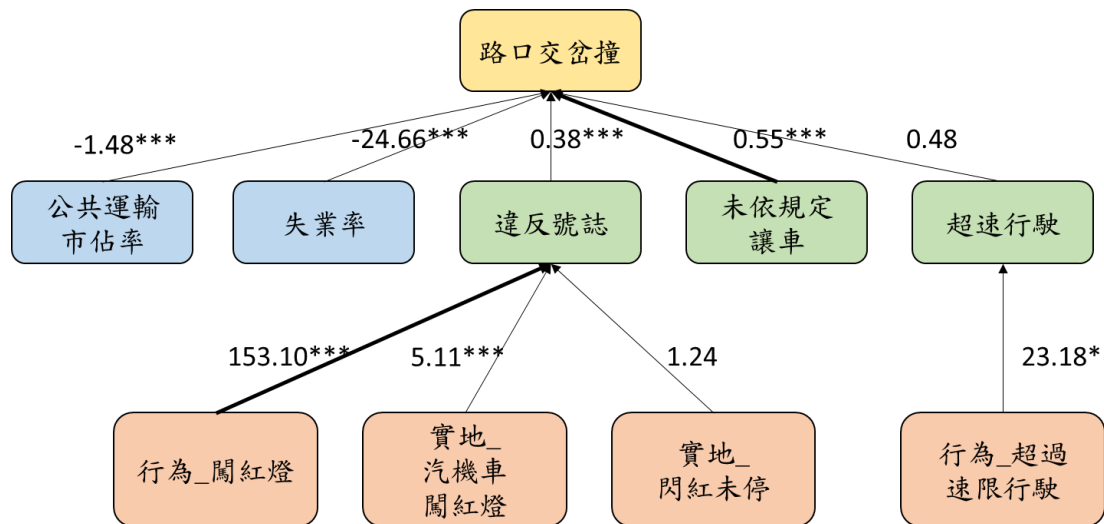 路口交岔撞
-1.48***
-24.66***
0.38***
0.55***
0.48
公共運輸
市佔率
失業率
違反號誌
未依規定
讓車
超速行駛
153.10***
5.11***
1.24
23.18*
行為_闖紅燈
實地_
汽機車
闖紅燈
實地_
閃紅未停
行為_超過
速限行駛